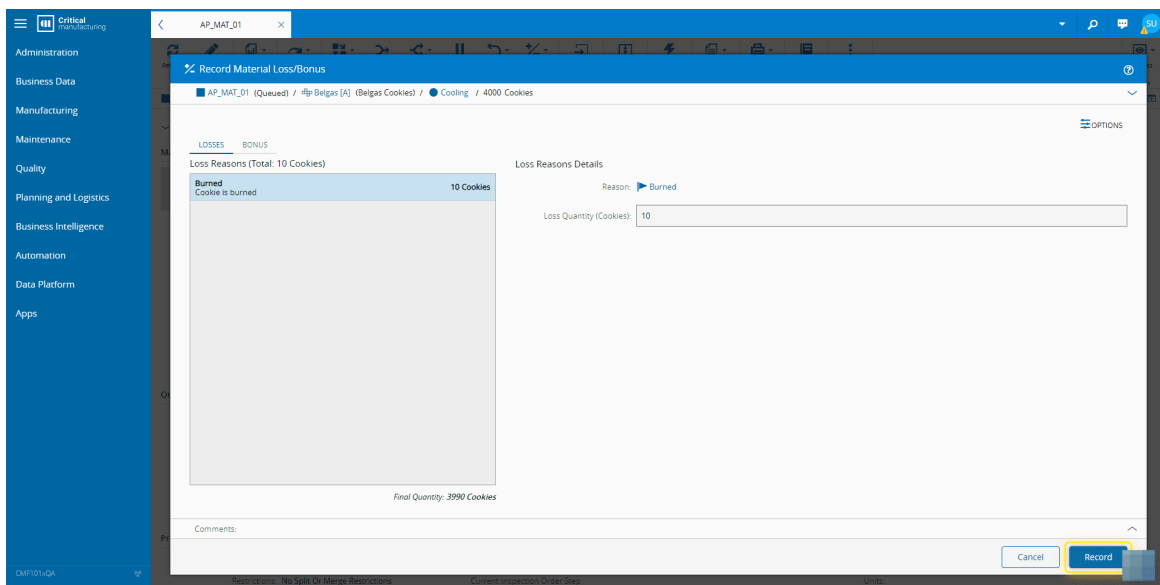 Critical
manufacturing
AP_MAT_01
SU
Administration
Business Data
Manufacturing
Maintenance
Quality
Planning and Logistics
Business Intelligence
Automation
Data Platform
Apps
CMF101xQA
Record Material Loss/Bonus
AP_MAT_01 (Queued) / Belgas [A] (Belgas Cookies) / Cooling / 4000 Cookies
OPTIONS
LOSSES BONUS
Loss Reasons (Total: 10 Cookies)
Burned 10 Cookies
Cookie is burned
Final Quantity: 3990 Cookies
Loss Reasons Details
Reason: Burned
Loss Quantity (Cookies): 10
Comments:
Cancel Record
Restrictions: No Split Or Merge Restrictions Current Inspection Order Step Units: